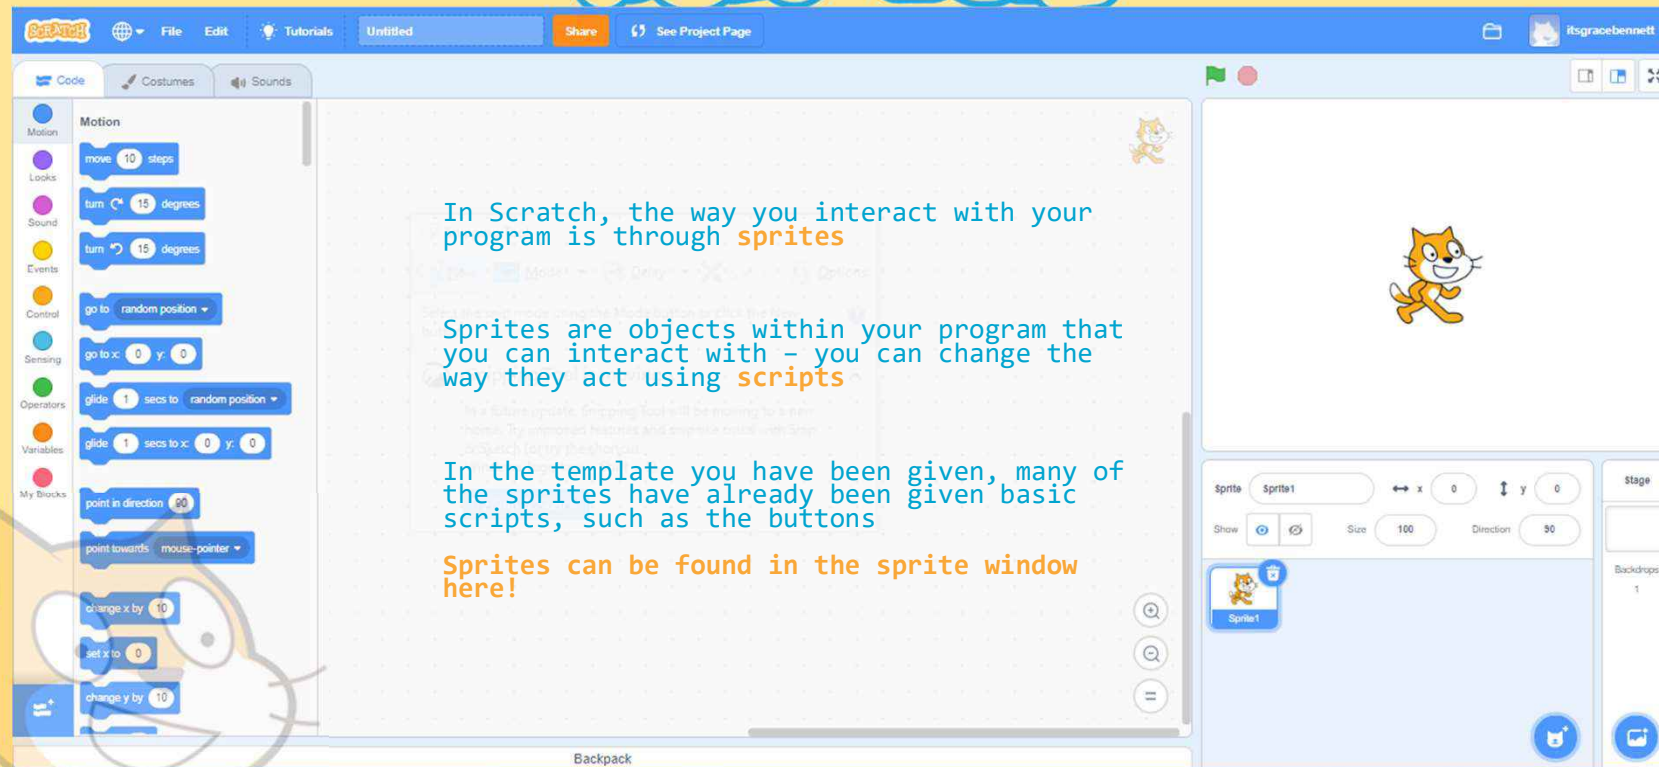 SCRATCH
File
Edit
Tutorials
Untitled
Share
See Project Page
itsgracebennett
Code
Costumes
Sounds
Motion
Looks
Sound
Events
Control
Sensing
Operators
Variables
My Blocks
Motion
move 10 steps
turn 15 degrees
turn 15 degrees
go to random position
go to x: 0 y: 0
glide 1 secs to random position
glide 1 secs to x: 0 y: 0
point in direction 90
point towards mouse-pointer
change x by 10
set x to 0
change y by 10
In Scratch, the way you interact with your
program is through sprites
Sprites are objects within your program that
you can interact with – you can change the
way they act using scripts
In the template you have been given, many of
the sprites have already been given basic
scripts, such as the buttons
Sprites can be found in the sprite window
here!
Backpack
Sprite Sprite1 x 0 y 0
Show Size 100 Direction 90
Sprite1
Stage
Backdrops
1